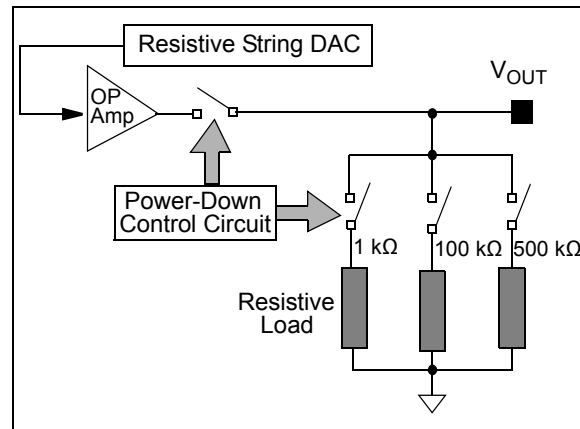 Resistive String DAC
OP
Amp
VOUT
Power-Down
Control Circuit
1 kΩ
100 kΩ
500 kΩ
Resistive
Load